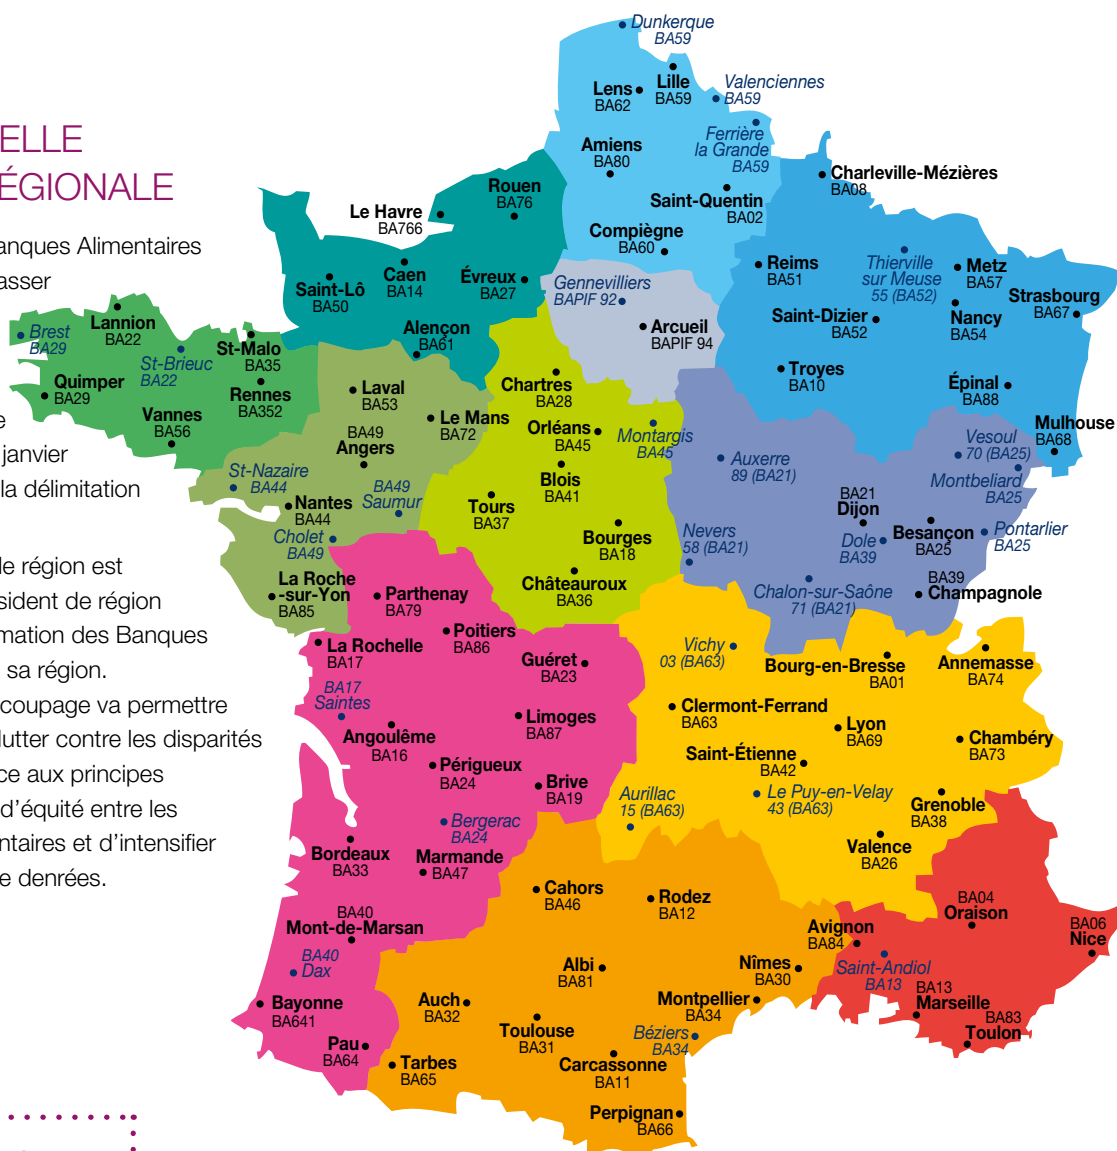 ELLE
ÉGIONALE
anques Alimentaires
asser
e
janvier
la délimitation
le région est
sident de région
mation des Banques
sa région.
coupage va permettre
lutter contre les disparités
ce aux principes
d'équité entre les
entaires et d'intensifier
e denrées.
Dunkerque
BA59
Lille
BA59
Lens
BA62
Valenciennes
BA59
Ferrière
la Grande
BA59
Amiens
BA80
Saint-Quentin
BA02
Compiègne
BA60
Charleville-Mézières
BA08
Rouen
BA76
Le Havre
BA766
Caen
BA14
Évreux
BA27
Saint-Lô
BA50
Alençon
BA61
Gennevilliers
BAPIF 92
Arcueil
BAPIF 94
Reims
BA51
Thierville
sur Meuse
55 (BA52)
Metz
BA57
Strasbourg
BA67
Saint-Dizier
BA52
Nancy
BA54
Troyes
BA10
Épinal
BA88
Mulhouse
BA68
Brest
BA29
Lannion
BA22
St-Brieuc
BA22
St-Malo
BA35
Quimper
BA29
Rennes
BA352
Vannes
BA56
Laval
BA53
Le Mans
BA72
BA49
Angers
St-Nazaire
BA44
BA49
Saumur
Nantes
BA44
Cholet
BA49
La Roche
-sur-Yon
BA85
Chartres
BA28
Orléans
BA45
Montargis
BA45
Blois
BA41
Tours
BA37
Bourges
BA18
Châteauroux
BA36
Auxerre
89 (BA21)
Vesoul
70 (BA25)
Montbeliard
BA25
BA21
Dijon
Besançon
BA25
Pontarlier
BA25
Dole
BA39
Nevers
58 (BA21)
Chalon-sur-Saône
71 (BA21)
BA39
Champagnole
Parthenay
BA79
Poitiers
BA86
La Rochelle
BA17
Guéret
BA23
BA17
Saintes
Angoulême
BA16
Limoges
BA87
Périgueux
BA24
Brive
BA19
Bergerac
BA24
Bordeaux
BA33
Marmande
BA47
BA40
Mont-de-Marsan
BA40
Dax
Bayonne
BA641
Pau
BA64
Vichy
03 (BA63)
Bourg-en-Bresse
BA01
Annemasse
BA74
Clermont-Ferrand
BA63
Lyon
BA69
Chambéry
BA73
Saint-Étienne
BA42
Aurillac
15 (BA63)
Le Puy-en-Velay
43 (BA63)
Grenoble
BA38
Valence
BA26
Cahors
BA46
Rodez
BA12
Albi
BA81
Nîmes
BA30
Auch
BA32
Montpellier
BA34
Toulouse
BA31
Béziers
BA34
Tarbes
BA65
Carcassonne
BA11
Perpignan
BA66
Avignon
BA84
BA04
Oraison
BA06
Nice
Saint-Andiol
BA13
BA13
Marseille
BA83
Toulon